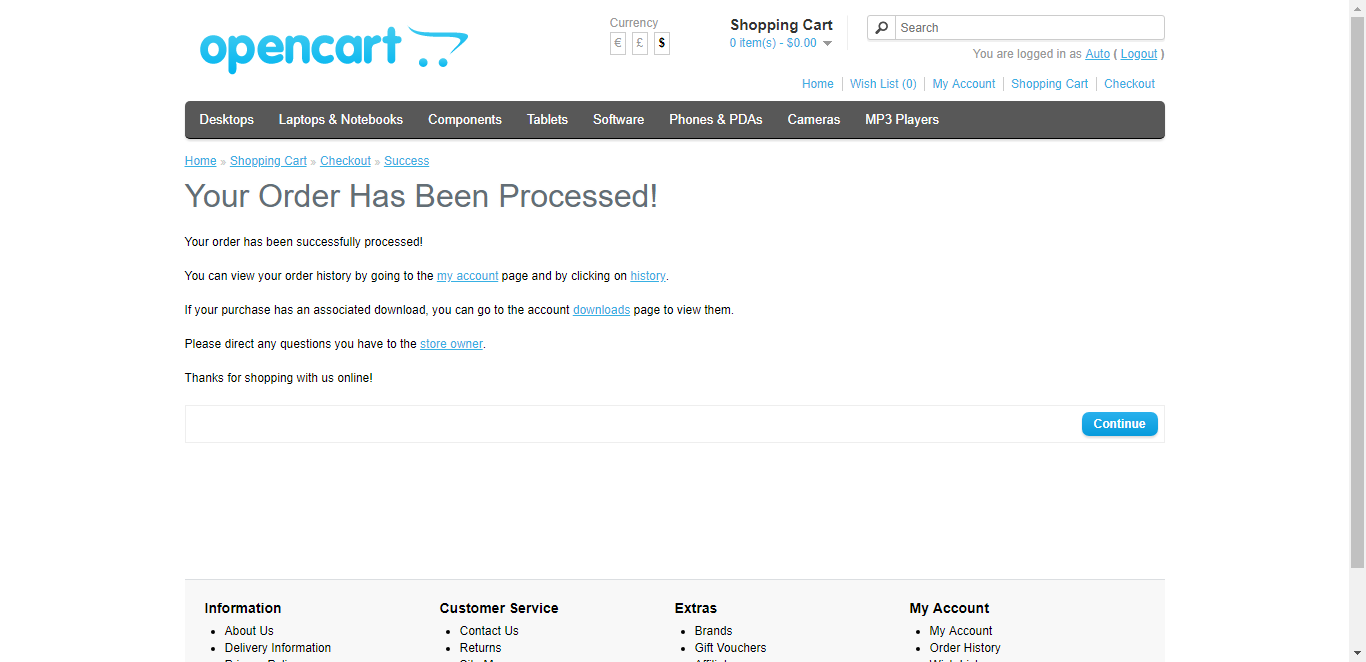 opencart
Currency
€ £ $
Shopping Cart
0 item(s) - $0.00
Search
You are logged in as Auto ( Logout )
Home Wish List (0) My Account Shopping Cart Checkout
Desktops Laptops & Notebooks Components Tablets Software Phones & PDAs Cameras MP3 Players
Home » Shopping Cart » Checkout » Success
Your Order Has Been Processed!
Your order has been successfully processed!
You can view your order history by going to the my account page and by clicking on history.
If your purchase has an associated download, you can go to the account downloads page to view them.
Please direct any questions you have to the store owner.
Thanks for shopping with us online!
Continue
Information Customer Service Extras My Account
About Us Contact Us Brands My Account
Delivery Information Returns Gift Vouchers Order History